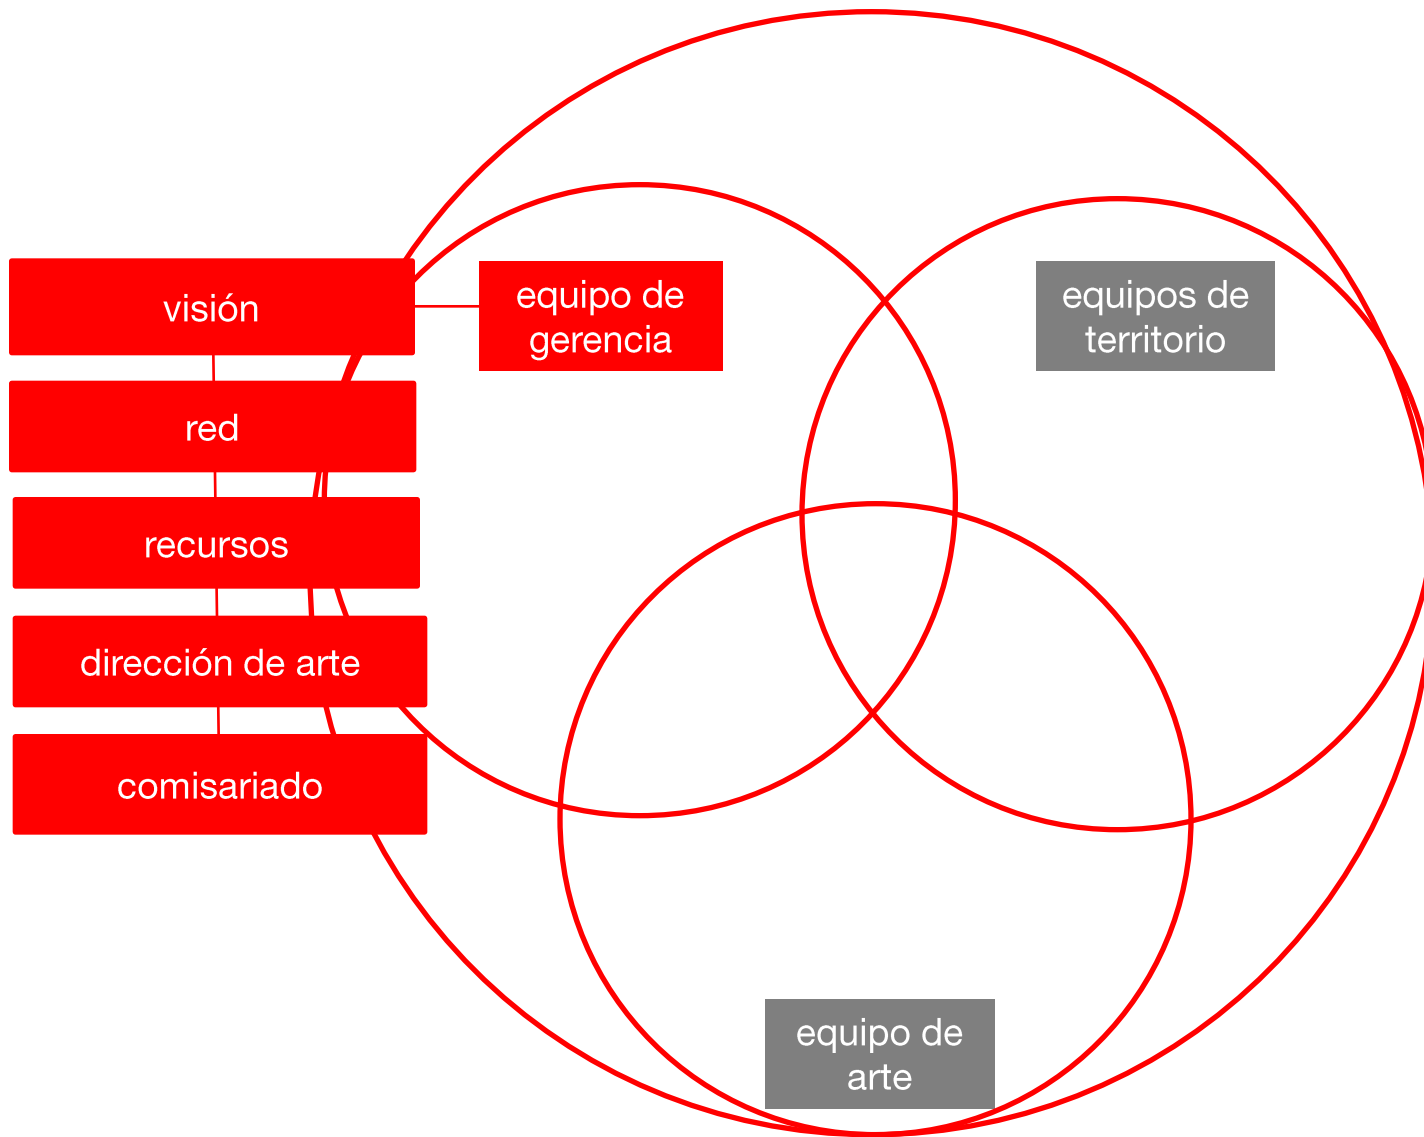 visión
equipo de
gerencia
equipos de
territorio
red
recursos
dirección de arte
comisariado
equipo de
arte